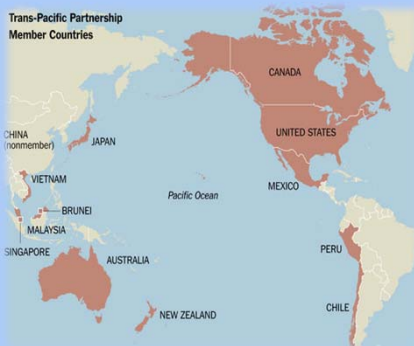 Trans-Pacific Partnership
Member Countries
CANADA
UNITED STATES
CHINA
(nonmember)
JAPAN
VIETNAM
MEXICO
Pacific Ocean
BRUNEI
MALAYSIA
SINGAPORE
AUSTRALIA
PERU
CHILE
NEW ZEALAND